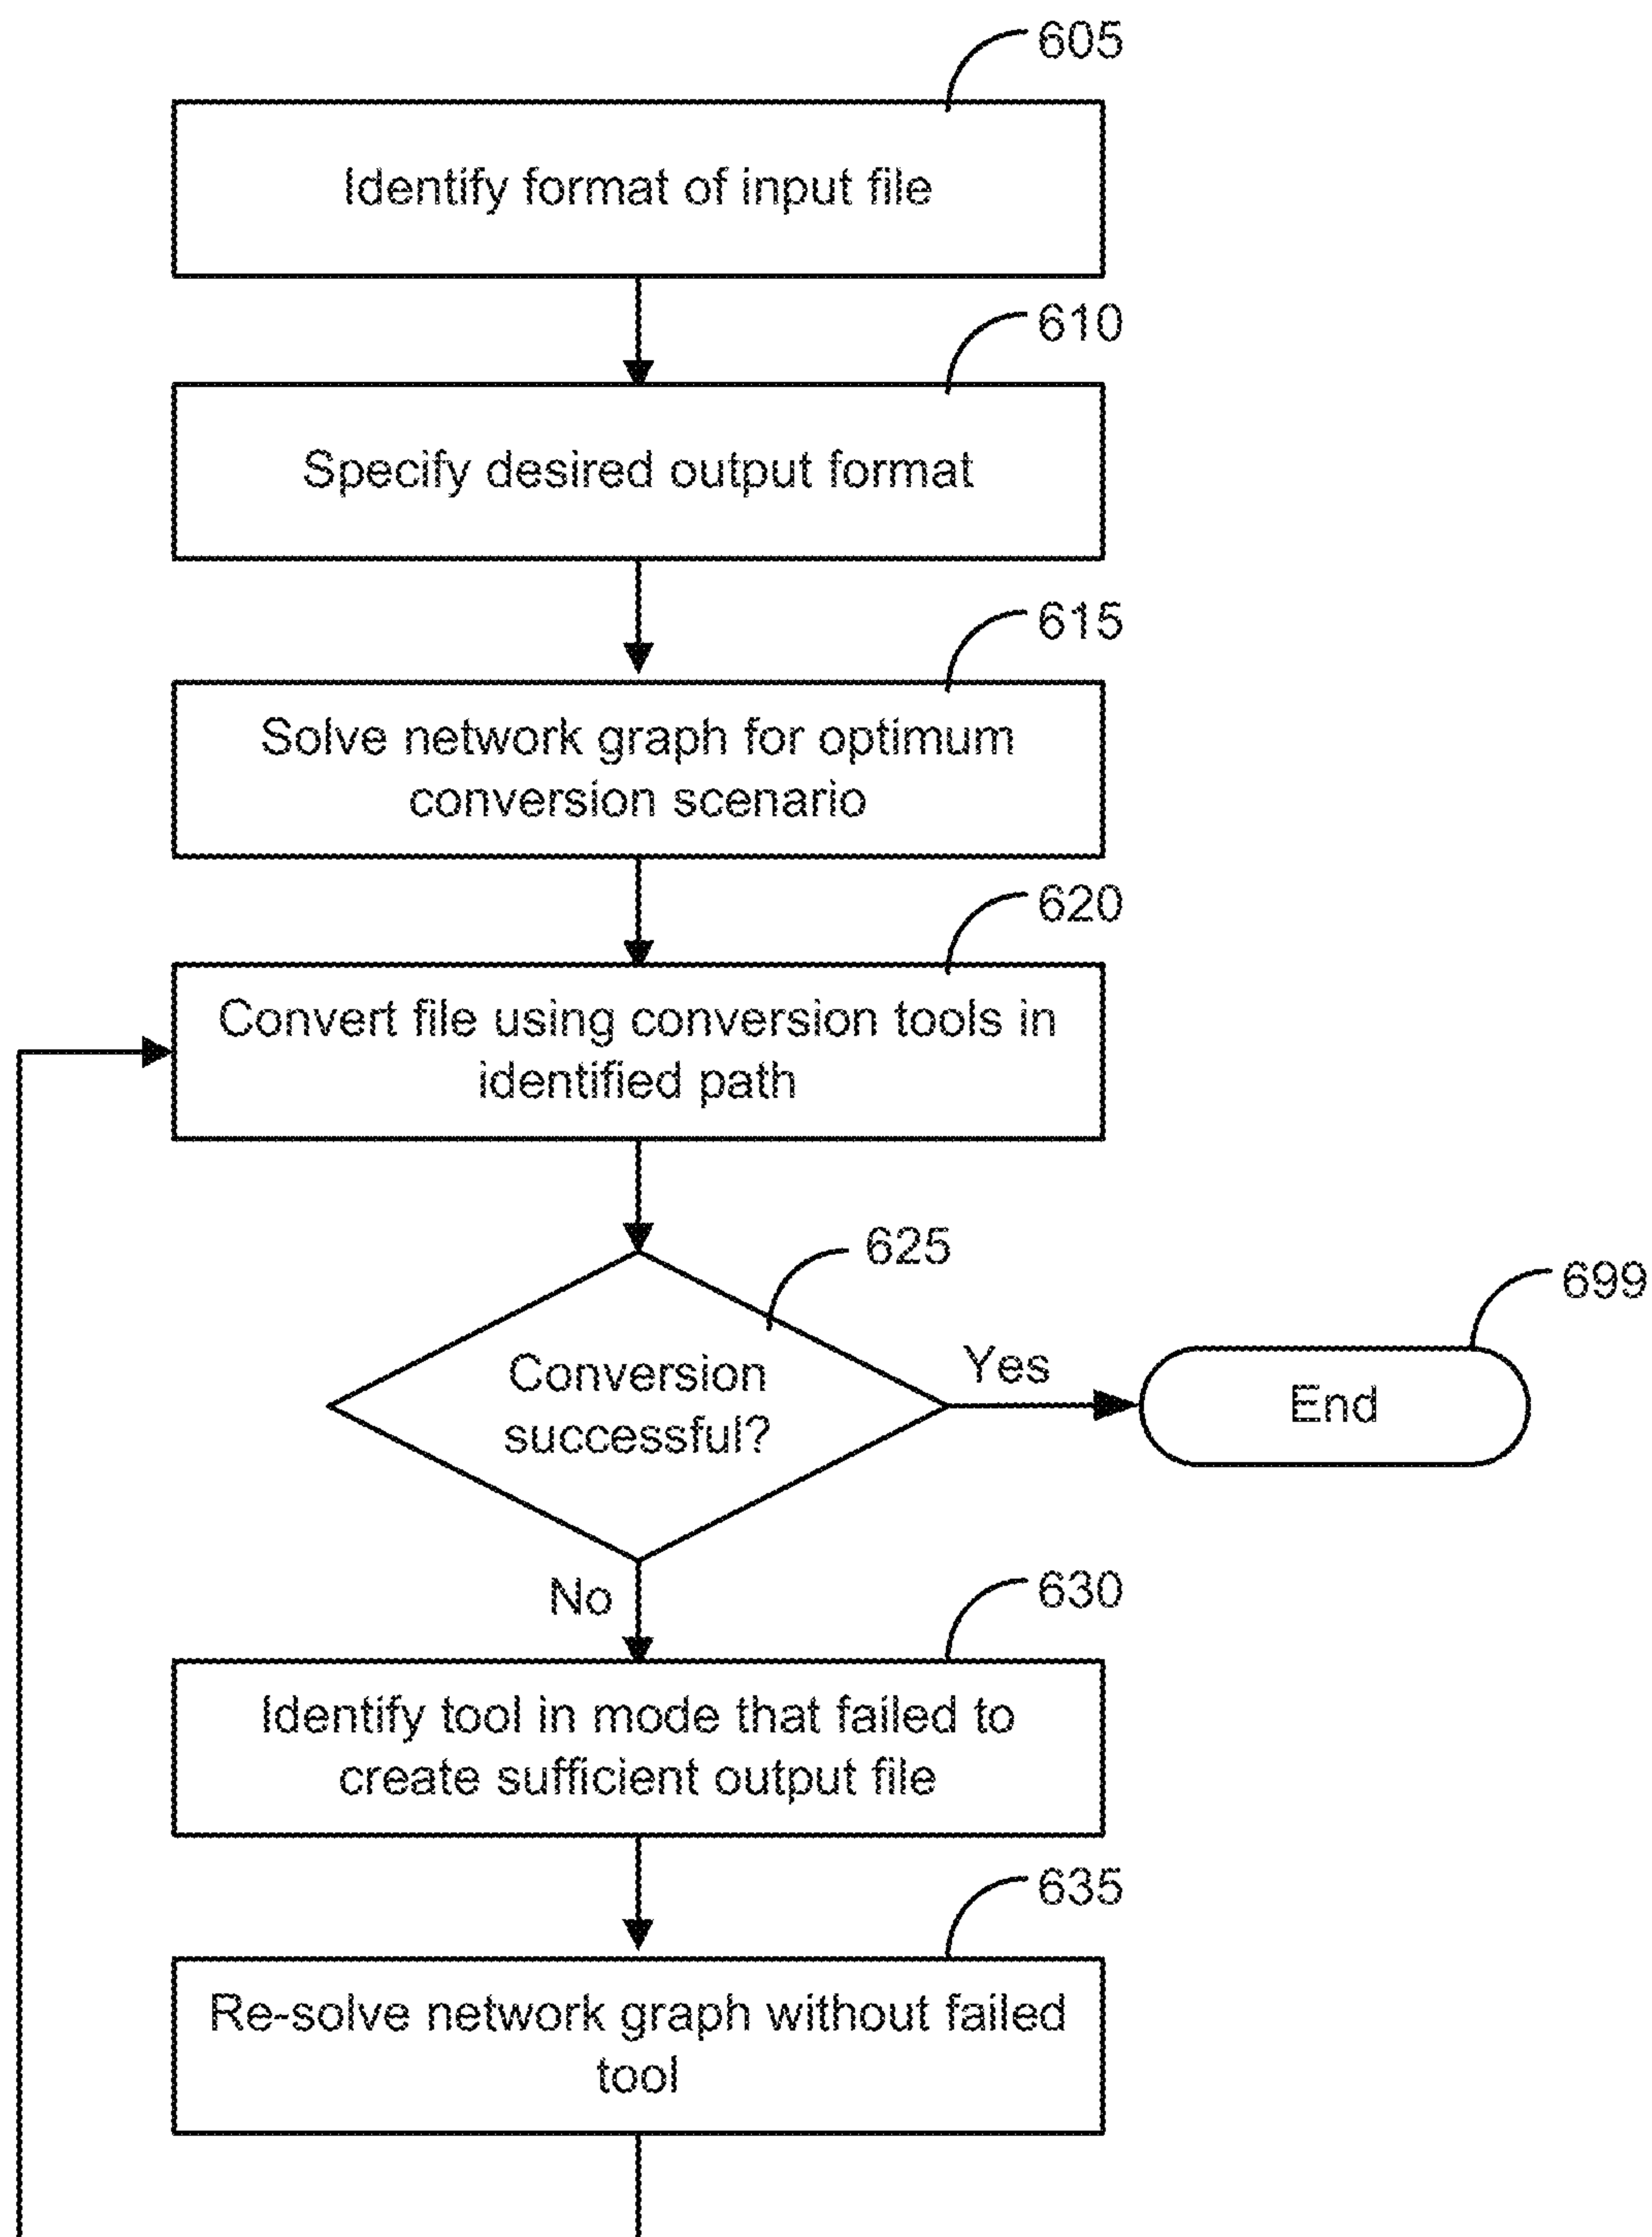 605
Identify format of input file
610
Specify desired output format
615
Solve network graph for optimum
conversion scenario
620
Convert file using conversion tools in
identified path
625
Conversion
successful?
Yes
699
End
No
630
Identify tool in mode that failed to
create sufficient output file
635
Re-solve network graph without failed
tool